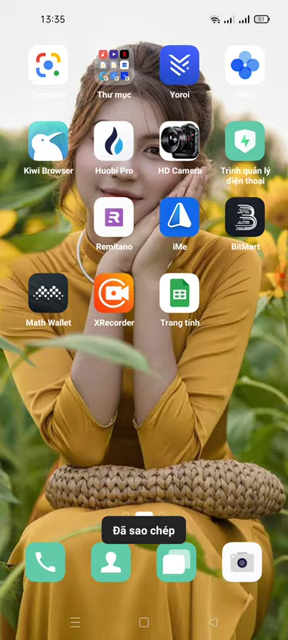 13:35
51
Thư mục
Yoroi
Kiwi Browser
Huobi Pro
HD Camera
Trình quản lý
điện thoại
Remitano
iMe
BitMart
Math Wallet
XRecorder
Trang tính
Đã sao chép